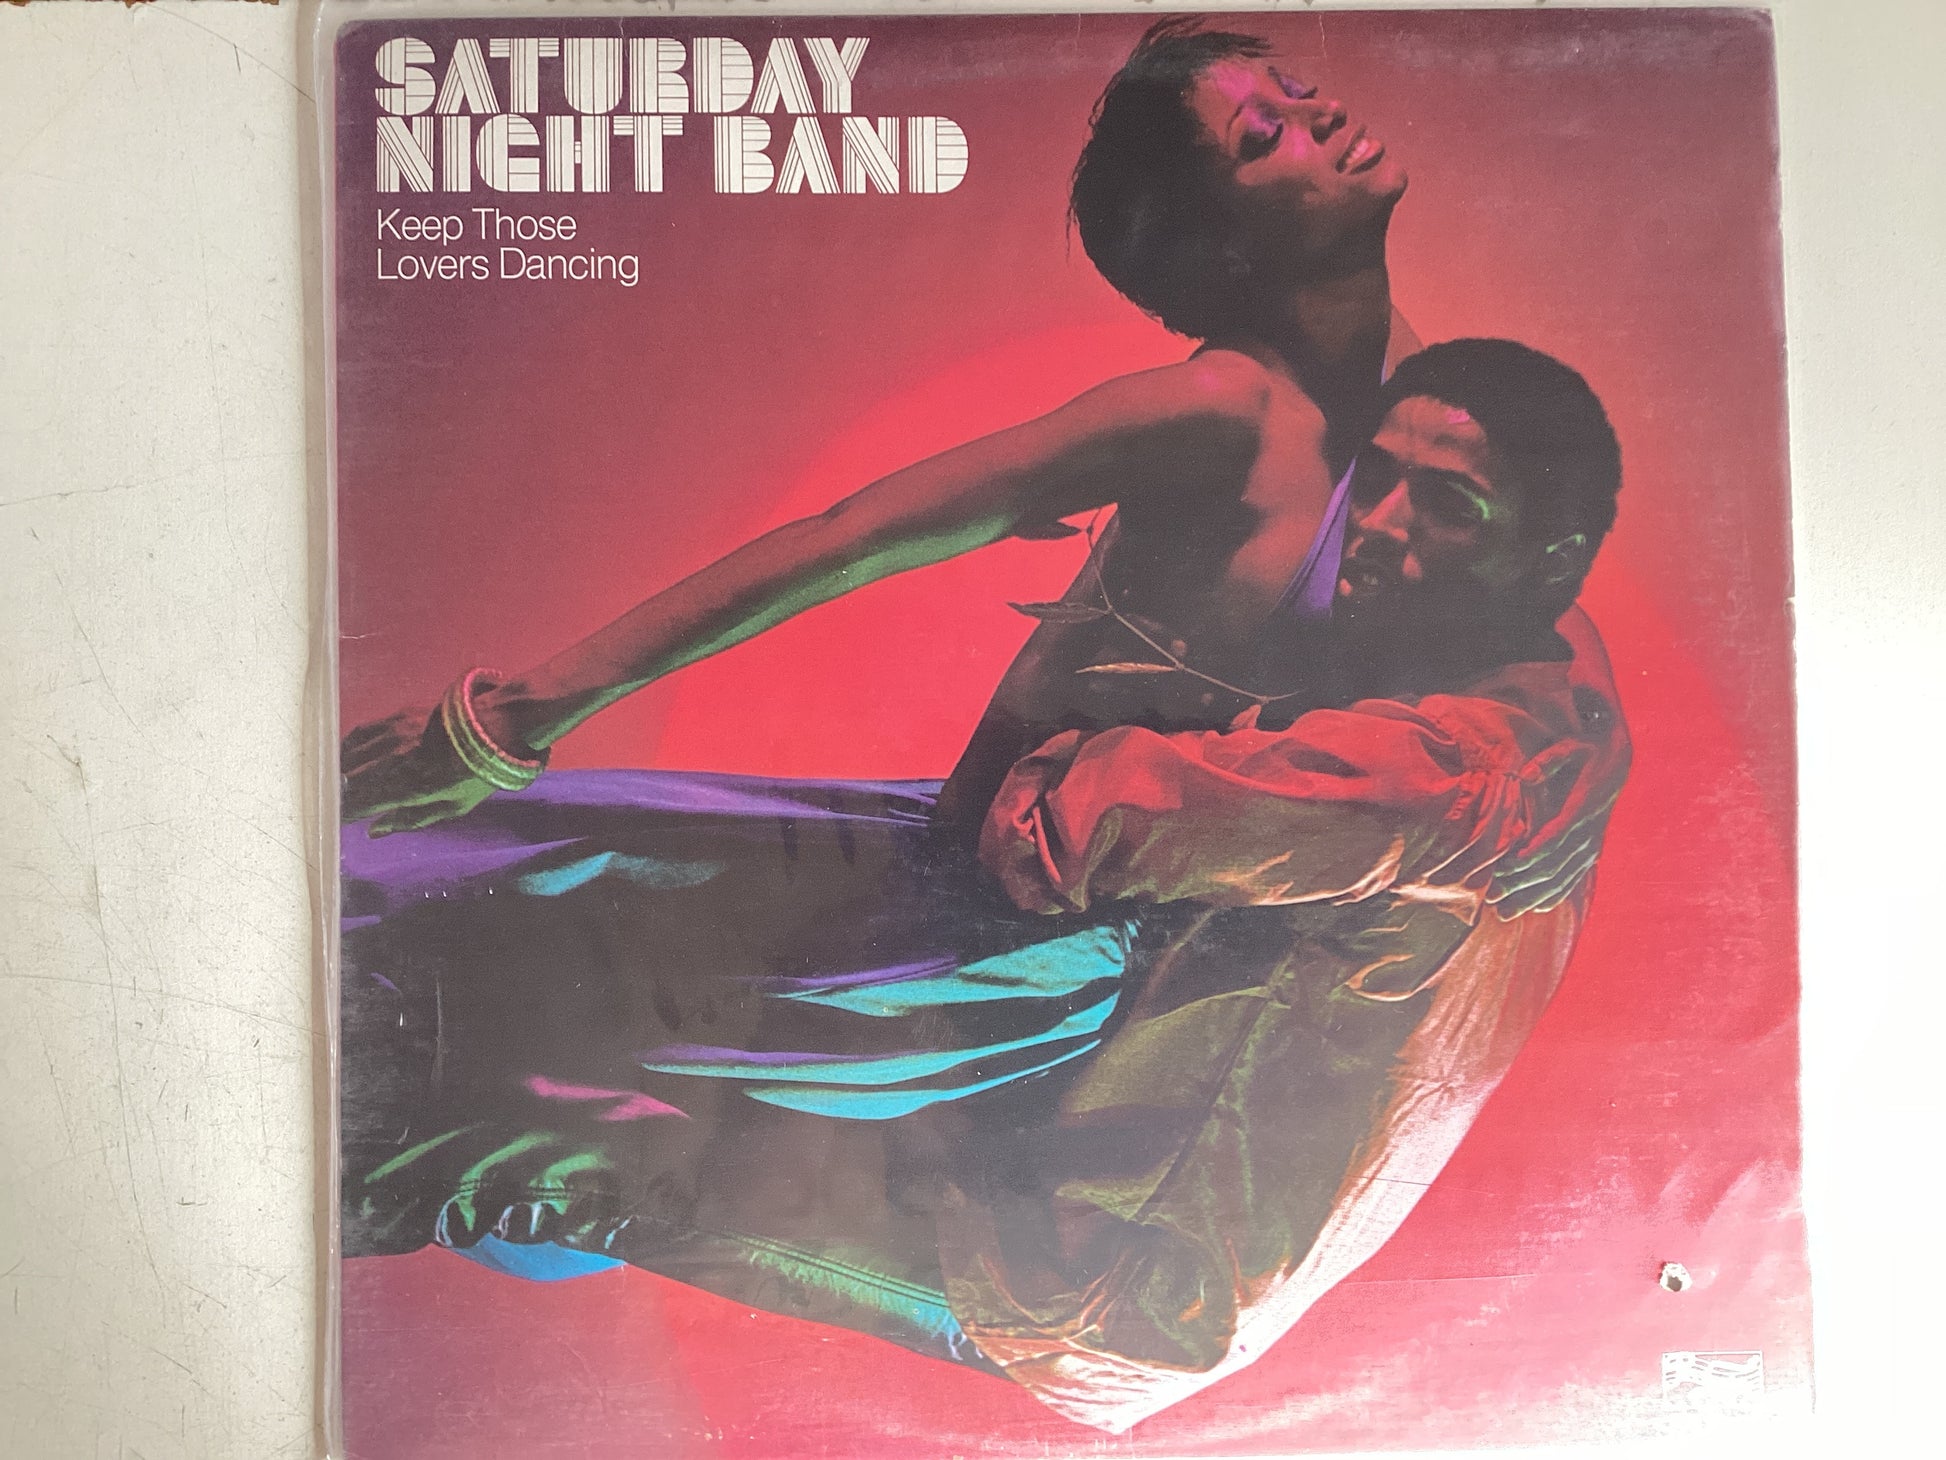 SATURDAY
NIGHT BAND
Keep Those
Lovers Dancing